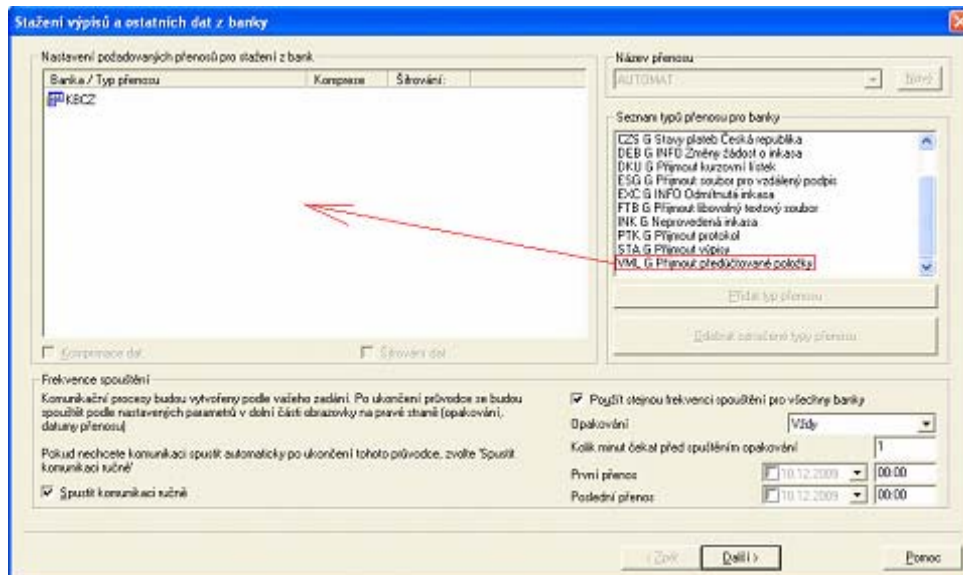 Stažení výpisů a ostatních dat z banky
Nastavení požadovaných přenosů pro stažení z bank
Banka / Typ přenosu Komprese Šifrování:
KBCZ
Komprimace dat
Šifrování dat
Název přenosu
AUTOMAT Nový
Seznam typů přenosu pro banky
CZS G Stavy plateb Česká republika
DEB G INFO Změny žádost o inkasa
DKU G Přijmout kurzovní lístek
ESG G Přijmout soubor pro vzdálený podpis
EXC G INFO Odmítnutá inkasa
FTB G Přijmout libovolný textový soubor
INK G Neprovedená inkasa
PTK G Přijmout protokol
STA G Přijmout výpisy
VML G Přijmout předúčtované položky
Přidat typ přenosu
Odebrat označené typy přenosu
Frekvence spouštění
Komunikační procesy budou vytvořeny podle vašeho zadání. Po ukončení průvodce se budou
spouštět podle nastavených parametrů v dolní části obrazovky na pravé straně (opakování,
datumy přenosu)
Pokud nechcete komunikaci spustit automaticky po ukončení tohoto průvodce, zvolte 'Spustit
komunikaci ručně'
Spustit komunikaci ručně
Použít stejnou frekvenci spouštění pro všechny banky
Opakování Vždy
Kolik minut čekat před spuštěním opakování 1
První přenos 10.12.2009 00:00
Poslední přenos 10.12.2009 00:00
< Zpět Další > Pomoc